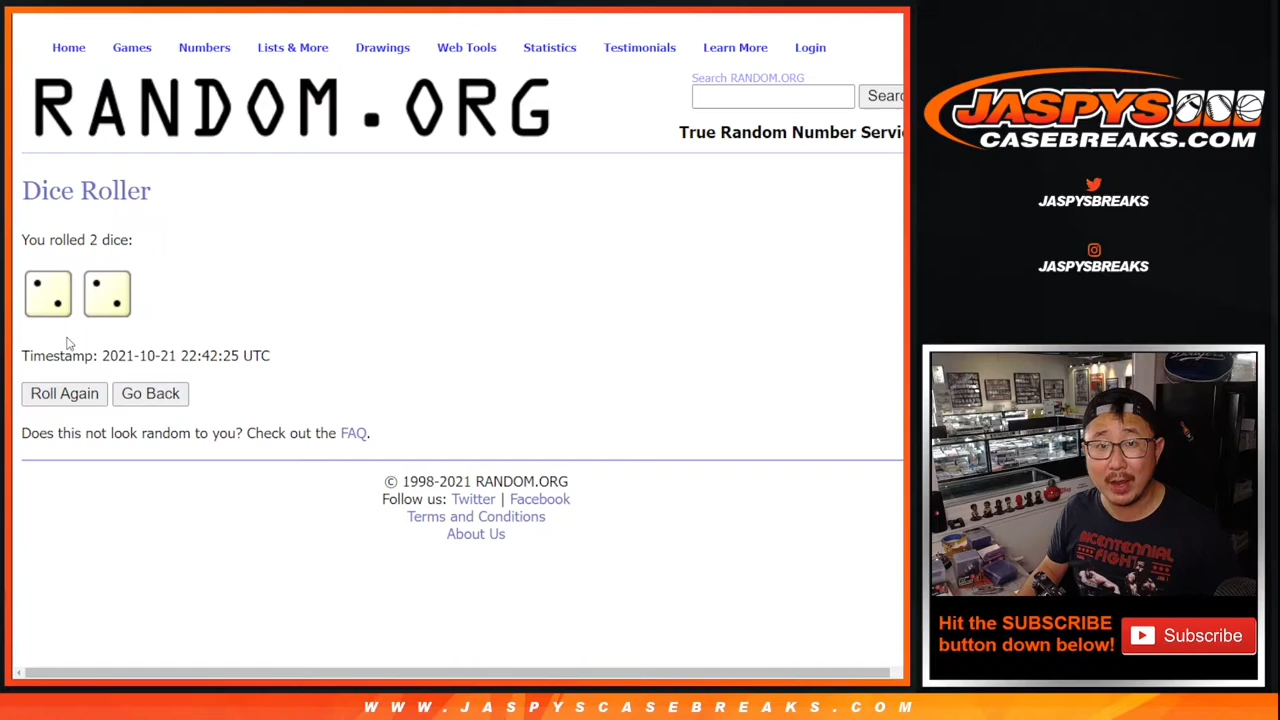 Home Games Numbers Lists & More Drawings Web Tools Statistics Testimonials Learn More Login
RANDOM.ORG
Search RANDOM.ORG
Searc
True Random Number Servi
Dice Roller
You rolled 2 dice:
Timestamp: 2021-10-21 22:42:25 UTC
Roll Again Go Back
Does this not look random to you? Check out the FAQ.
© 1998-2021 RANDOM.ORG
Follow us: Twitter | Facebook
Terms and Conditions
About Us
JASPYS
CASEBREAKS.COM
JASPYSBREAKS
JASPYSBREAKS
Dodgers
BICENTENNIAL
FIGHT
Hit the SUBSCRIBE
button down below!
Subscribe
WWW.JASPYSCASEBREAKS.COM